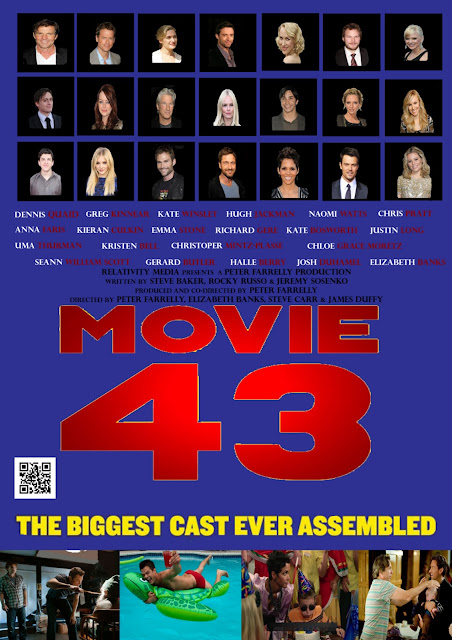 DENNIS QUAID GREG KINNEAR KATE WINSLET HUGH JACKMAN NAOMI WATTS CHRIS PRATT
ANNA FARIS KIERAN CULKIN EMMA STONE RICHARD GERE KATE BOSWORTH JUSTIN LONG
UMA THURMAN KRISTEN BELL CHRISTOPER MINTZ-PLASSE CHLOE GRACE MORETZ
SEANN WILLIAM SCOTT GERARD BUTLER HALLE BERRY JOSH DUHAMEL ELIZABETH BANKS
RELATIVITY MEDIA PRESENTS A PETER FARRELLY PRODUCTION
WRITTEN BY STEVE BAKER, ROCKY RUSSO & JEREMY SOSENKO
PRODUCED AND CO-DIRECTED BY PETER FARRELLY
DIRECTED BY PETER FARRELLY, ELIZABETH BANKS, STEVE CARR & JAMES DUFFY
MOVIE
43
THE BIGGEST CAST EVER ASSEMBLED